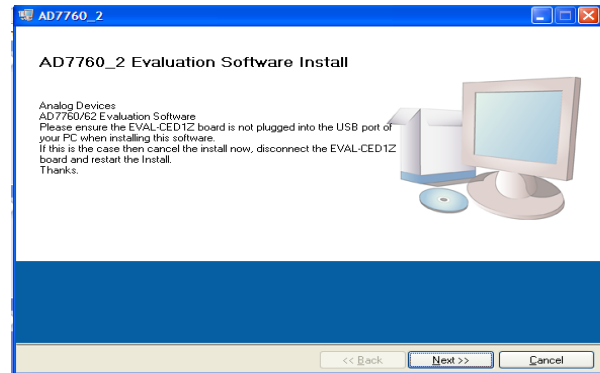 AD7760_2
AD7760_2 Evaluation Software Install
Analog Devices
AD7760/62 Evaluation Software
Please ensure the EVAL-CED1Z board is not plugged into the USB port of
your PC when installing this software.
If this is the case then cancel the install now, disconnect the EVAL-CED1Z
board and restart the Install.
Thanks.
<< Back Next >> Cancel